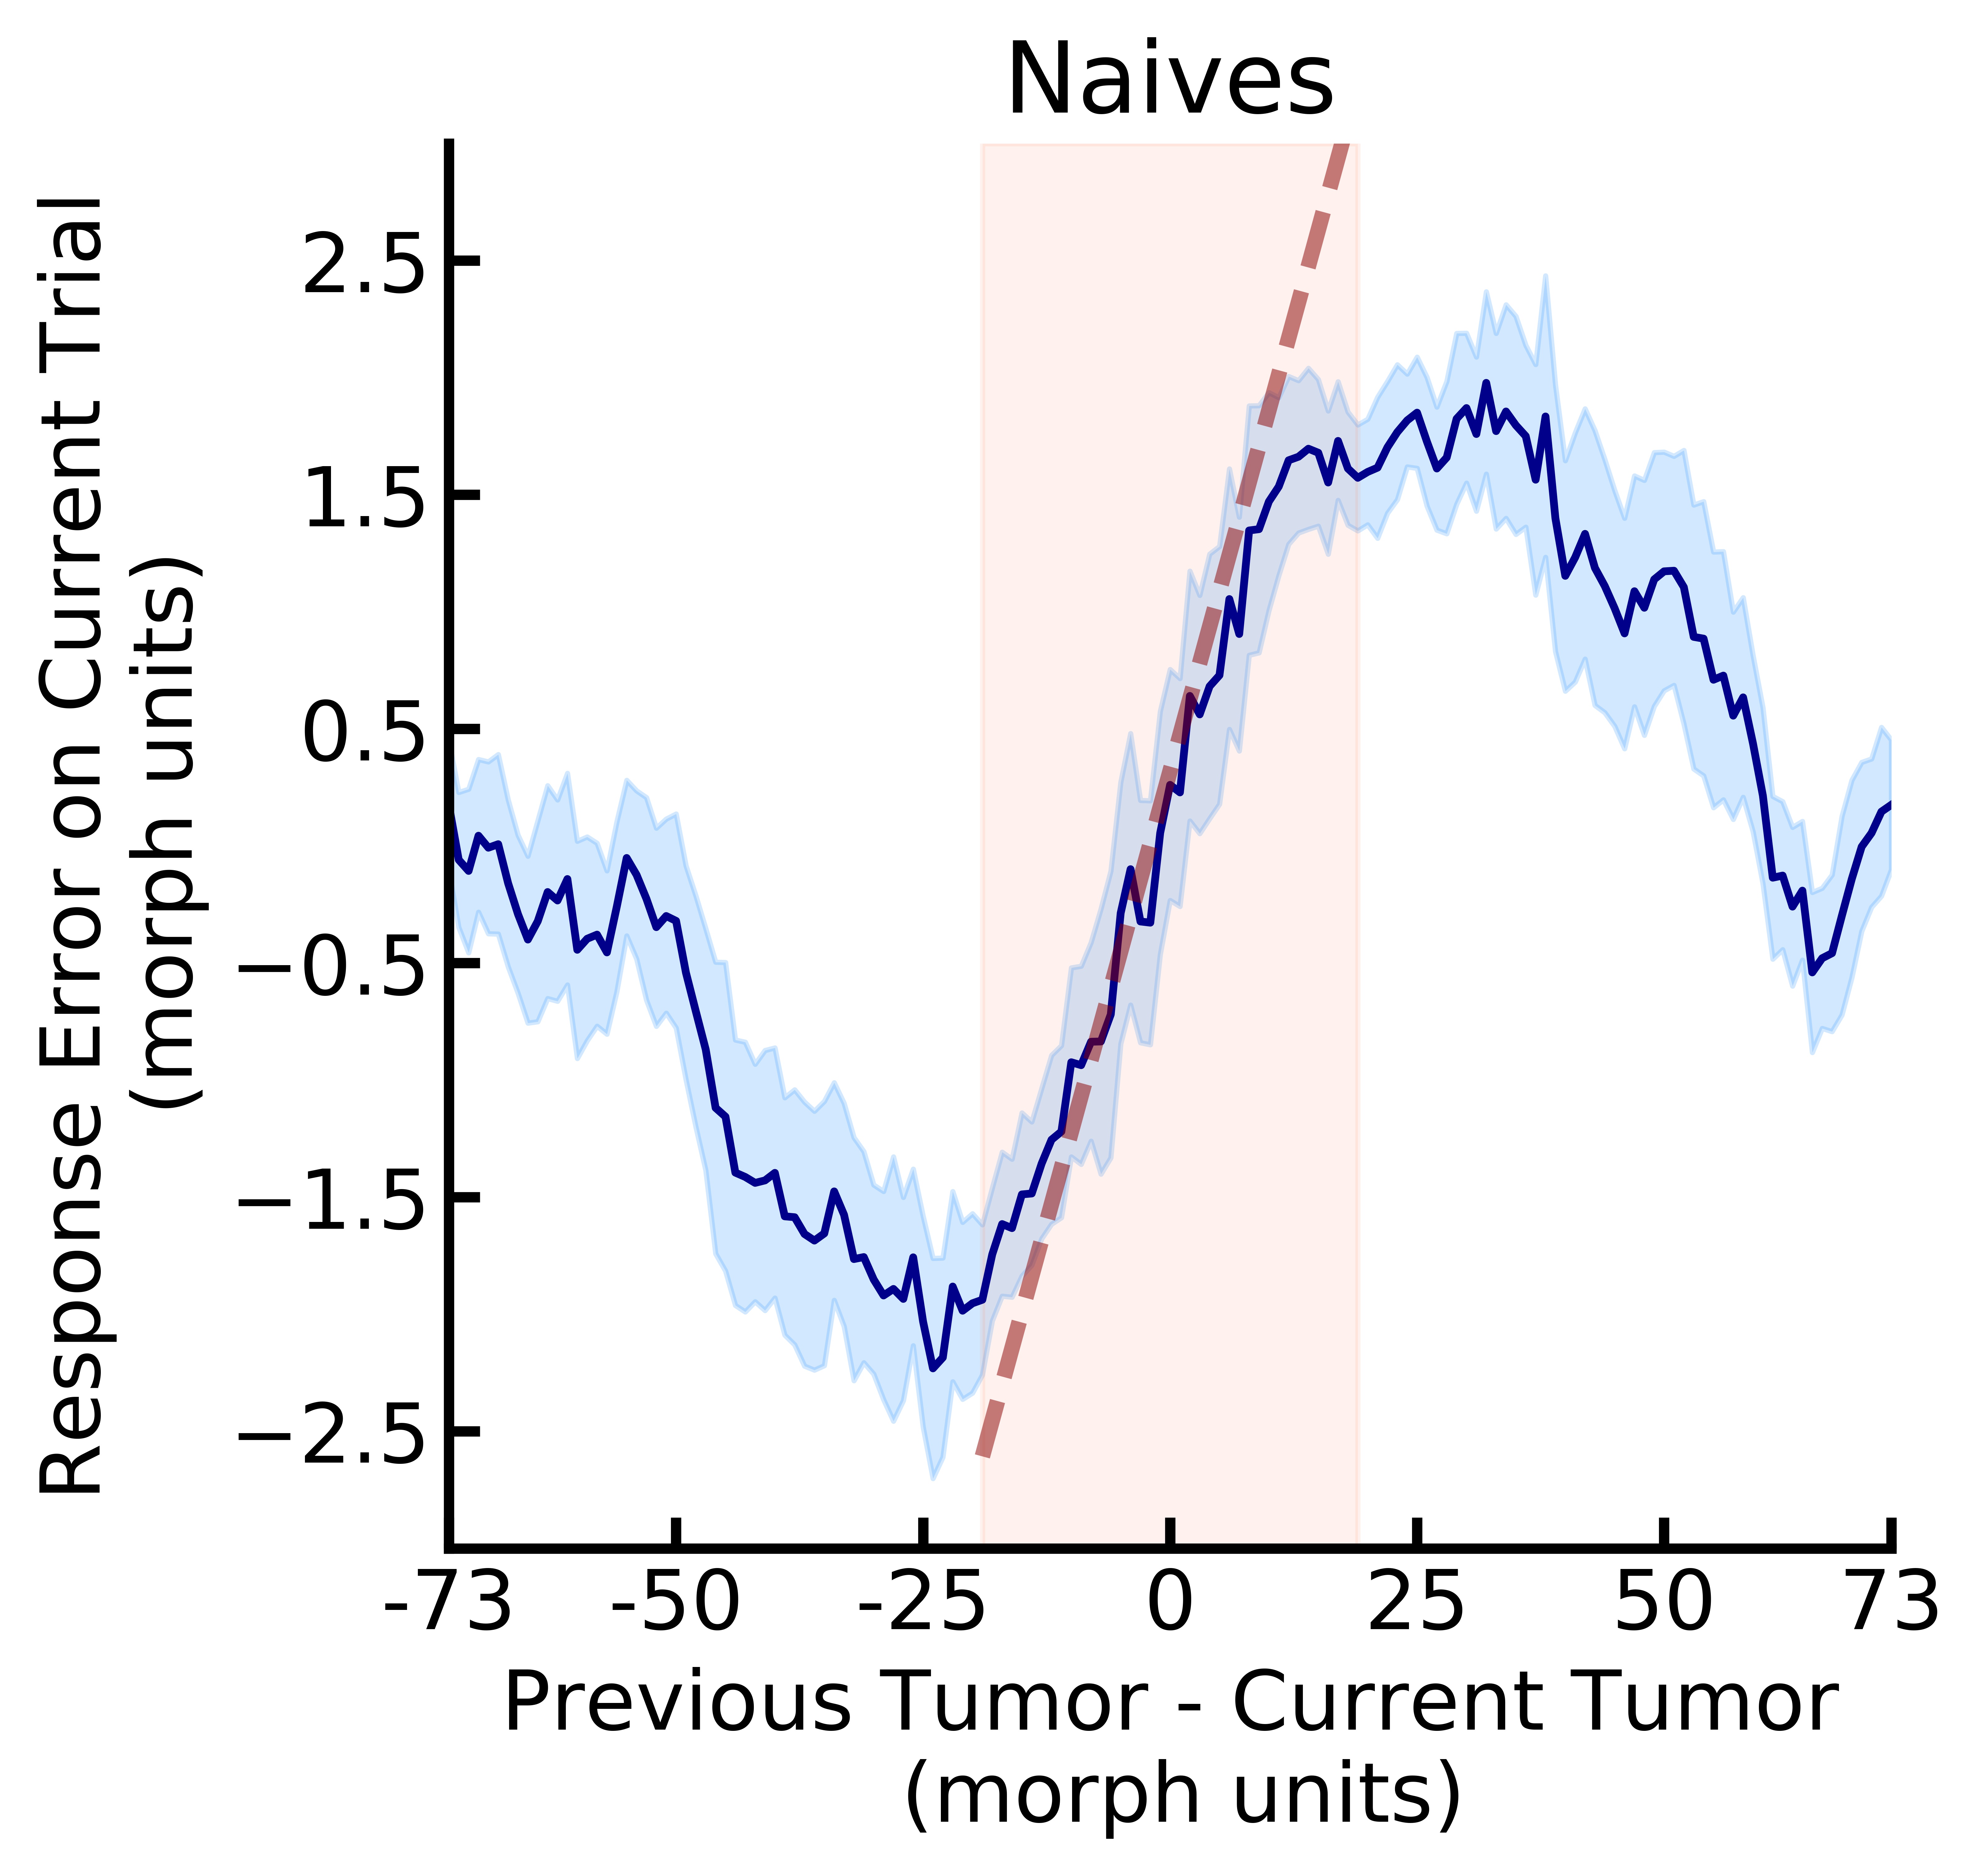 Naives
Response Error on Current Trial
(morph units)
2.5
1.5
0.5
−0.5
−1.5
−2.5
-73 -50 -25 0 25 50 73
Previous Tumor - Current Tumor
(morph units)